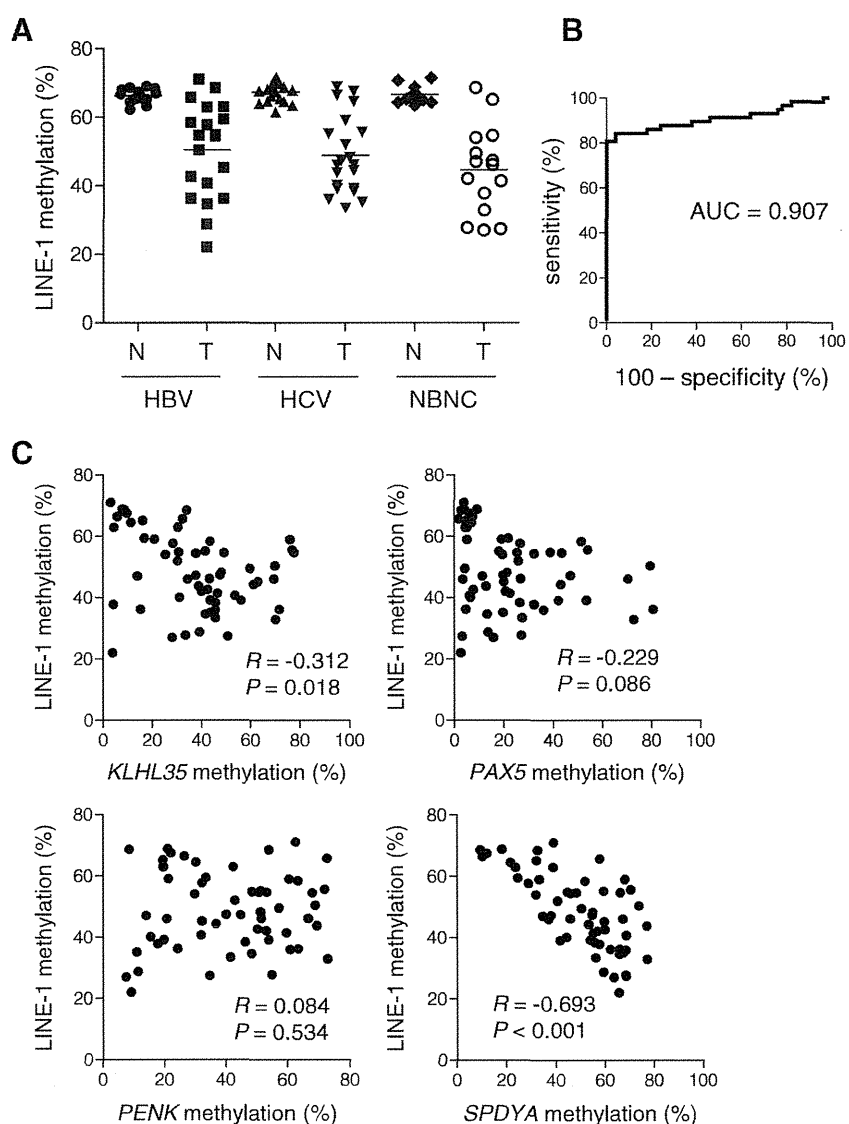 A
LINE-1 methylation (%)
80
60
40
20
0
N T N T N T
HBV HCV NBNC
B
sensitivity (%)
100
80
60
40
20
0
AUC = 0.907
0 20 40 60 80 100
100 – specificity (%)
C
LINE-1 methylation (%)
80
60
40
20
0
R = -0.312
P = 0.018
0 20 40 60 80 100
KLHL35 methylation (%)
LINE-1 methylation (%)
80
60
40
20
0
R = -0.229
P = 0.086
0 20 40 60 80 100
PAX5 methylation (%)
LINE-1 methylation (%)
80
60
40
20
0
R = 0.084
P = 0.534
0 20 40 60 80
PENK methylation (%)
LINE-1 methylation (%)
80
60
40
20
0
R = -0.693
P < 0.001
0 20 40 60 80 100
SPDYA methylation (%)